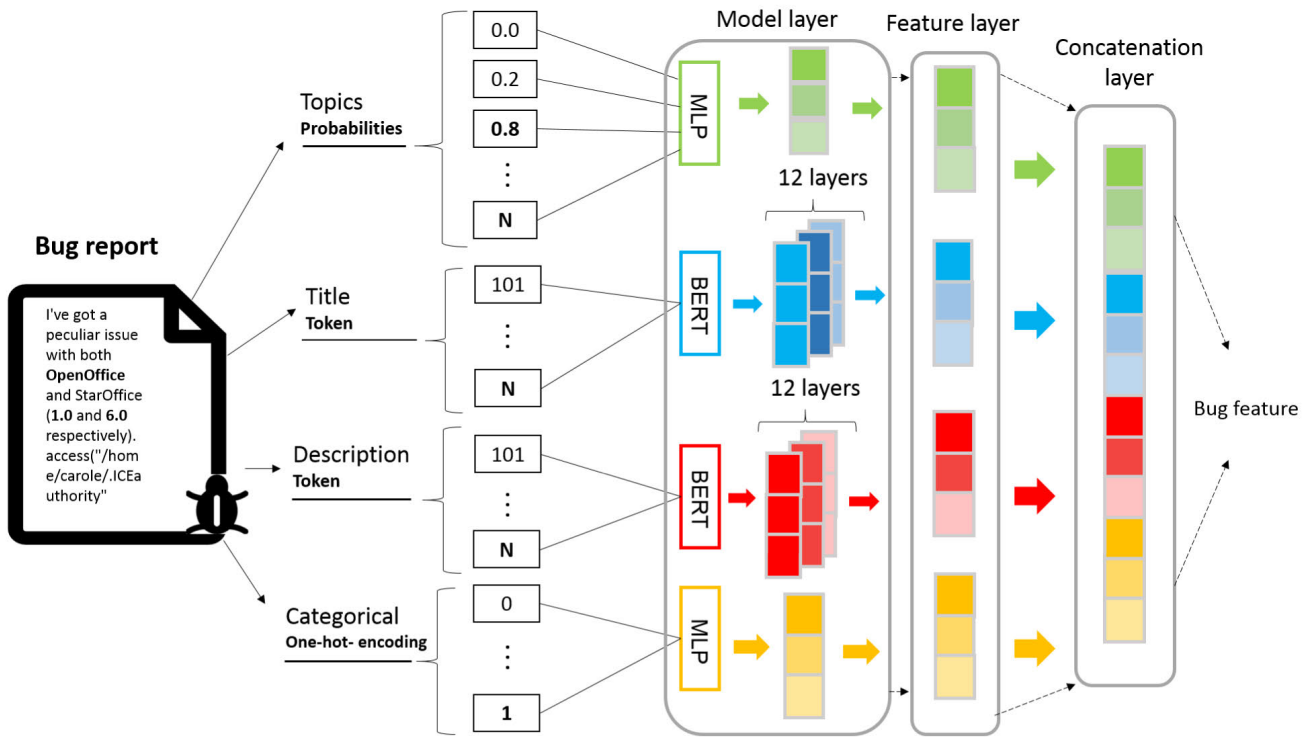 Bug report
I've got a
peculiar issue
with both
OpenOffice
and StarOffice
(1.0 and 6.0
respectively).
access("/hom
e/carole/.ICEa
uthority"
Topics
Probabilities
0.0
0.2
0.8
⋮
N
Title
Token
101
⋮
N
Description
Token
101
⋮
N
Categorical
One-hot- encoding
0
⋮
1
Model layer
MLP
12 layers
BERT
12 layers
BERT
MLP
Feature layer
Concatenation
layer
Bug feature